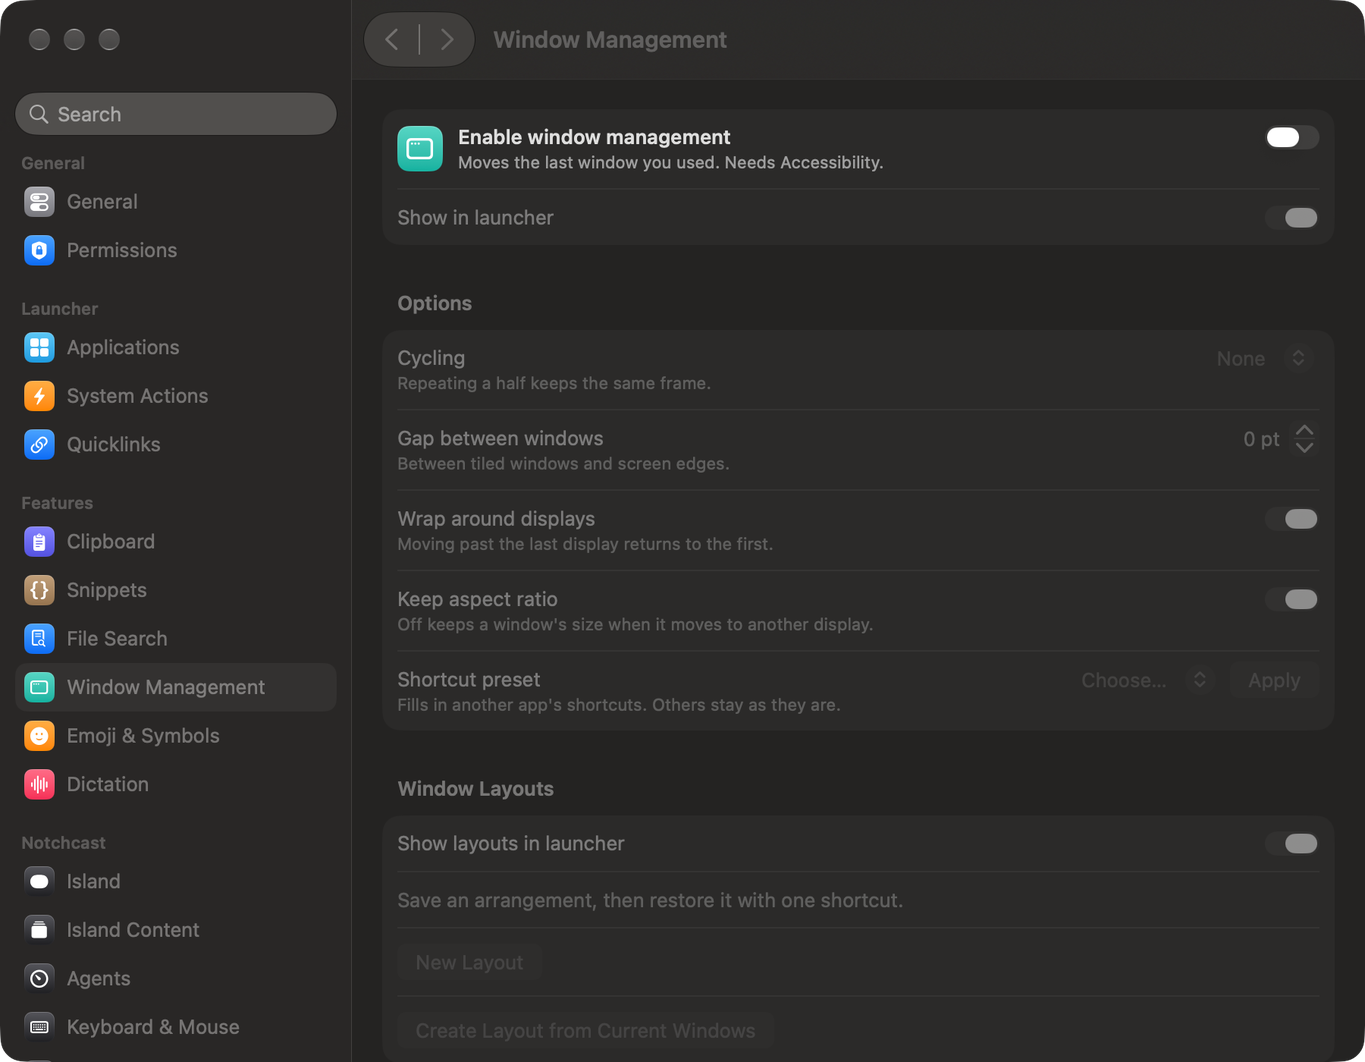 Window Management
Search
General
General
Permissions
Launcher
Applications
System Actions
Quicklinks
Features
Clipboard
Snippets
File Search
Window Management
Emoji & Symbols
Dictation
Notchcast
Island
Island Content
Agents
Keyboard & Mouse
Enable window management
Moves the last window you used. Needs Accessibility.
Show in launcher
Options
Cycling
None
Repeating a half keeps the same frame.
Gap between windows
0 pt
Between tiled windows and screen edges.
Wrap around displays
Moving past the last display returns to the first.
Keep aspect ratio
Off keeps a window's size when it moves to another display.
Shortcut preset
Choose...
Apply
Fills in another app's shortcuts. Others stay as they are.
Window Layouts
Show layouts in launcher
Save an arrangement, then restore it with one shortcut.
New Layout
Create Layout from Current Windows